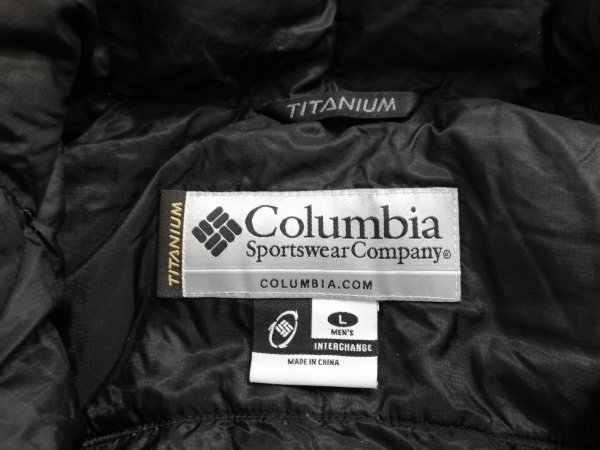 TITANIUM
TITANIUM
Columbia
Sportswear Company®
COLUMBIA.COM
L
MEN'S
INTERCHANGE
MADE IN CHINA